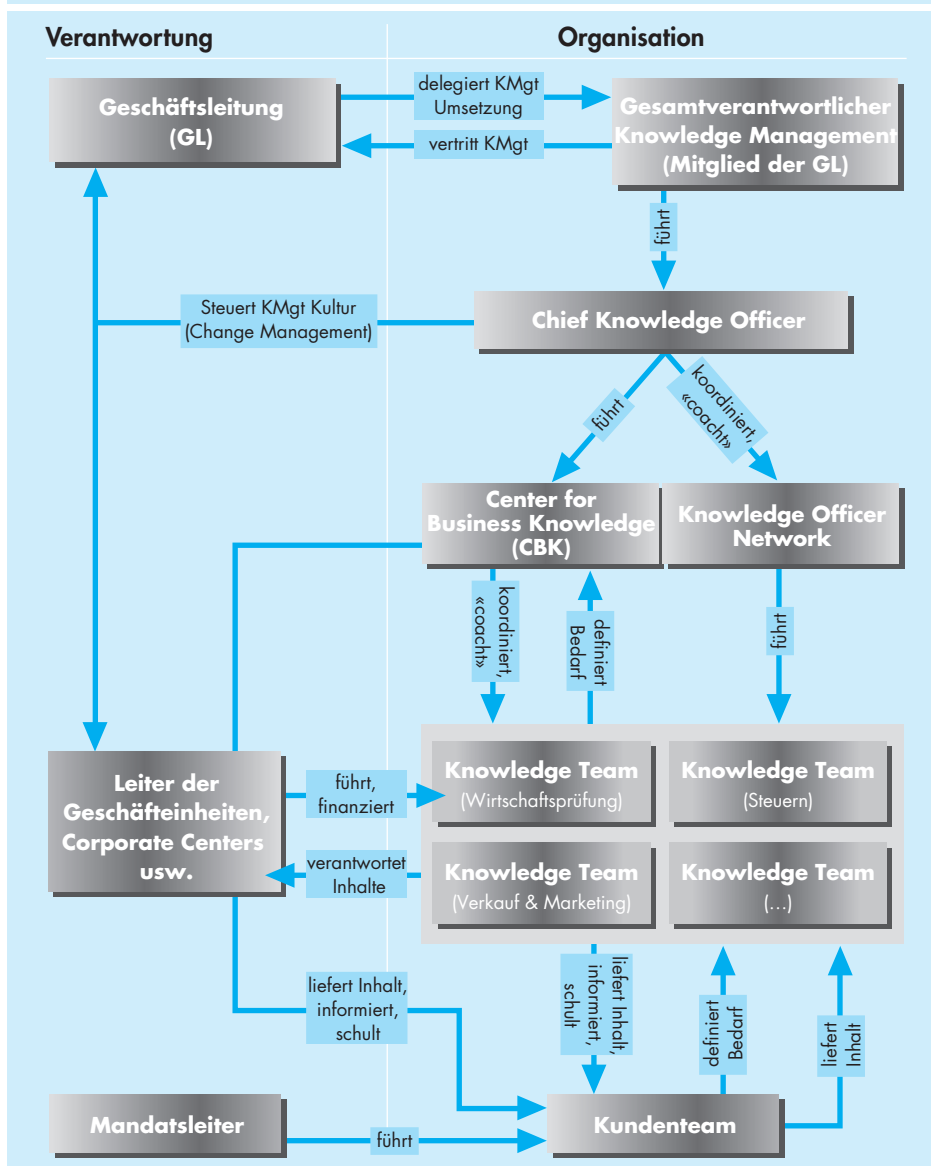 Verantwortung
Organisation
Geschäftsleitung
(GL)
delegiert KMgt
Umsetzung
vertritt KMgt
Gesamtverantwortlicher
Knowledge Management
(Mitglied der GL)
führt
Steuert KMgt Kultur
(Change Management)
Chief Knowledge Officer
führt
koordiniert,
«coacht»
Center for
Business Knowledge
(CBK)
Knowledge Officer
Network
koordiniert,
«coacht»
definiert
Bedarf
führt
Leiter der
Geschäfteinheiten,
Corporate Centers
usw.
führt,
finanziert
verantwortet
Inhalte
Knowledge Team
(Wirtschaftsprüfung)
Knowledge Team
(Steuern)
Knowledge Team
(Verkauf & Marketing)
Knowledge Team
(...)
liefert Inhalt,
informiert,
schult
liefert Inhalt,
informiert,
schult
definiert
Bedarf
liefert
Inhalt
Mandatsleiter
führt
Kundenteam